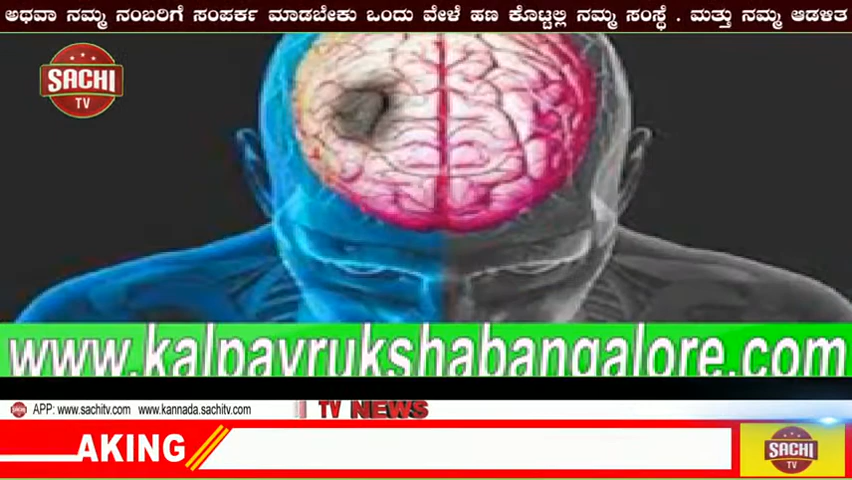 ಅಥವಾ ನಮ್ಮ ನಂಬರಿಗೆ ಸಂಪರ್ಕ ಮಾಡಬೇಕು ಒಂದು ವೇಳೆ ಹಣ ಕೊಟ್ಟಲ್ಲಿ ನಮ್ಮ ಸಂಸ್ಥೆ . ಮತ್ತು ನಮ್ಮ ಆಡಳಿತ
SACHI
TV
www.kalpavrukshabangalore.com
APP: www.sachitv.com www.kannada.sachitv.com
TV NEWS
AKING
SACHI
TV